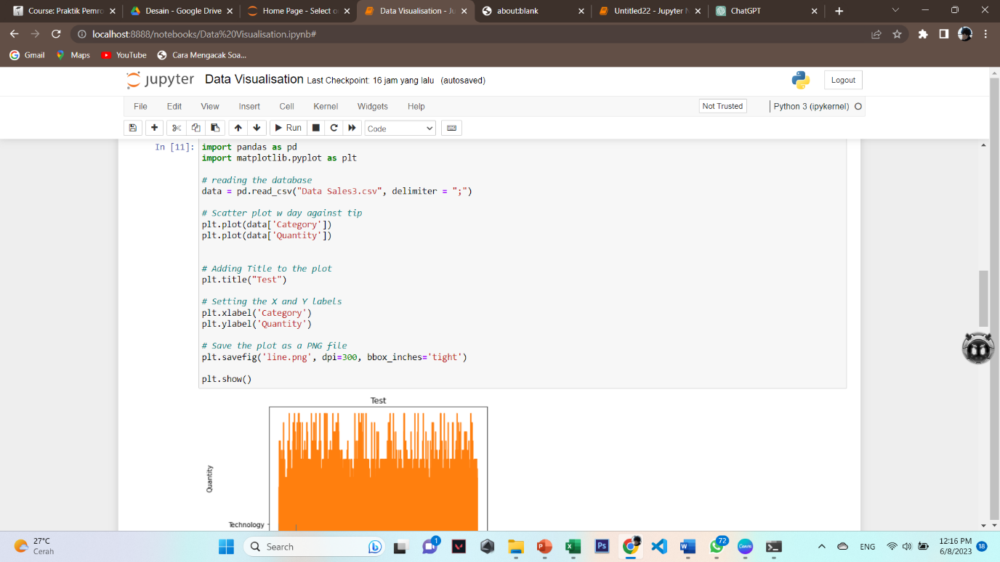 Course: Praktik Pemro
Desain - Google Drive
Home Page - Select o
Data Visualisation - Ju
about:blank
Untitled22 - Jupyter N
ChatGPT
localhost:8888/notebooks/Data%20Visualisation.ipynb#
Gmail
Maps
YouTube
Cara Mengacak Soa...
jupyter
Data Visualisation Last Checkpoint: 16 jam yang lalu (autosaved)
Logout
File Edit View Insert Cell Kernel Widgets Help
Not Trusted
Python 3 (ipykernel)
Run
Code
In [11]: import pandas as pd
import matplotlib.pyplot as plt
# reading the database
data = pd.read_csv("Data Sales3.csv", delimiter = ";")
# Scatter plot w day against tip
plt.plot(data['Category'])
plt.plot(data['Quantity'])
# Adding Title to the plot
plt.title("Test")
# Setting the X and Y labels
plt.xlabel('Category')
plt.ylabel('Quantity')
# Save the plot as a PNG file
plt.savefig('line.png', dpi=300, bbox_inches='tight')
plt.show()
Test
Quantity
Technology
27°C
Cerah
Search
1
Ps
72
Canva
ENG
12:16 PM
6/8/2023
18